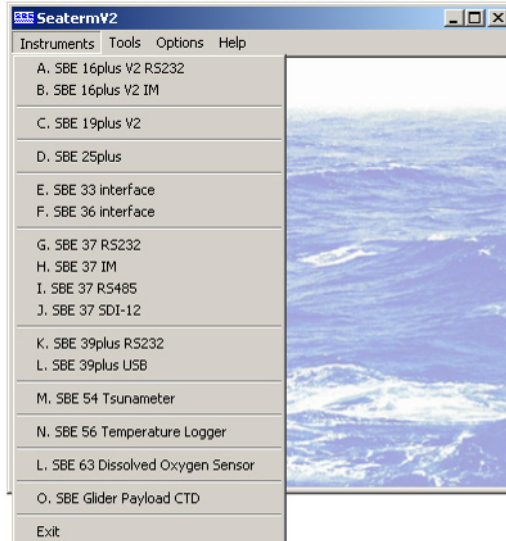 SeatermV2
Instruments Tools Options Help
A. SBE 16plus V2 RS232
B. SBE 16plus V2 IM
C. SBE 19plus V2
D. SBE 25plus
E. SBE 33 interface
F. SBE 36 interface
G. SBE 37 RS232
H. SBE 37 IM
I. SBE 37 RS485
J. SBE 37 SDI-12
K. SBE 39plus RS232
L. SBE 39plus USB
M. SBE 54 Tsunameter
N. SBE 56 Temperature Logger
L. SBE 63 Dissolved Oxygen Sensor
O. SBE Glider Payload CTD
Exit